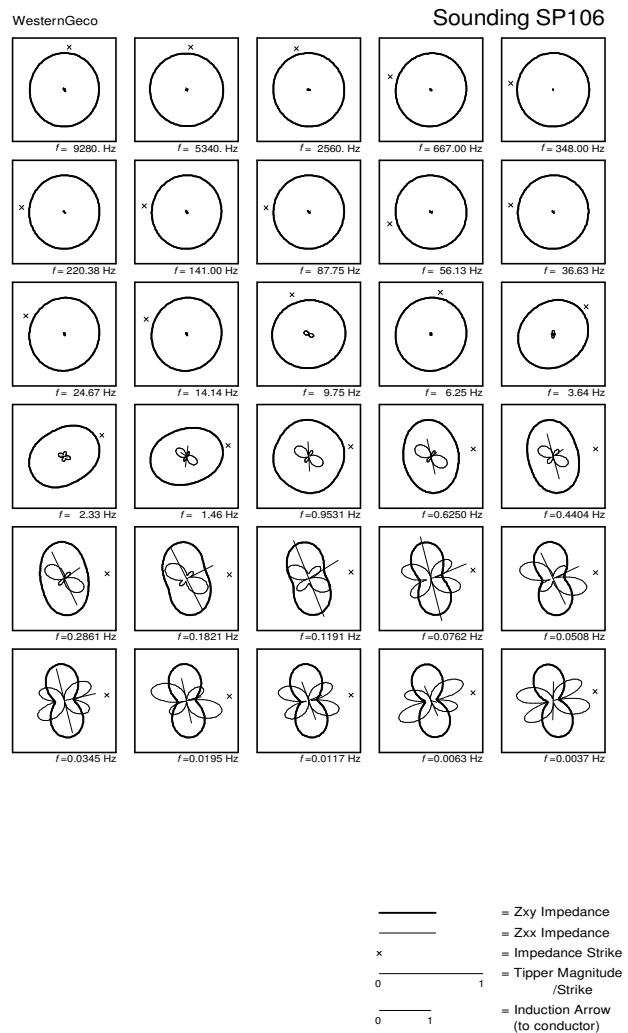 WesternGeco
Sounding SP106
f = 9280. Hz
f = 5340. Hz
f = 2560. Hz
f = 667.00 Hz
f = 348.00 Hz
f = 220.38 Hz
f = 141.00 Hz
f = 87.75 Hz
f = 56.13 Hz
f = 36.63 Hz
f = 24.67 Hz
f = 14.14 Hz
f = 9.75 Hz
f = 6.25 Hz
f = 3.64 Hz
f = 2.33 Hz
f = 1.46 Hz
f =0.9531 Hz
f =0.6250 Hz
f =0.4404 Hz
f =0.2861 Hz
f =0.1821 Hz
f =0.1191 Hz
f =0.0762 Hz
f =0.0508 Hz
f =0.0345 Hz
f =0.0195 Hz
f =0.0117 Hz
f =0.0063 Hz
f =0.0037 Hz
= Zxy Impedance
= Zxx Impedance
× = Impedance Strike
= Tipper Magnitude
0 1 /Strike
= Induction Arrow
0 1 (to conductor)